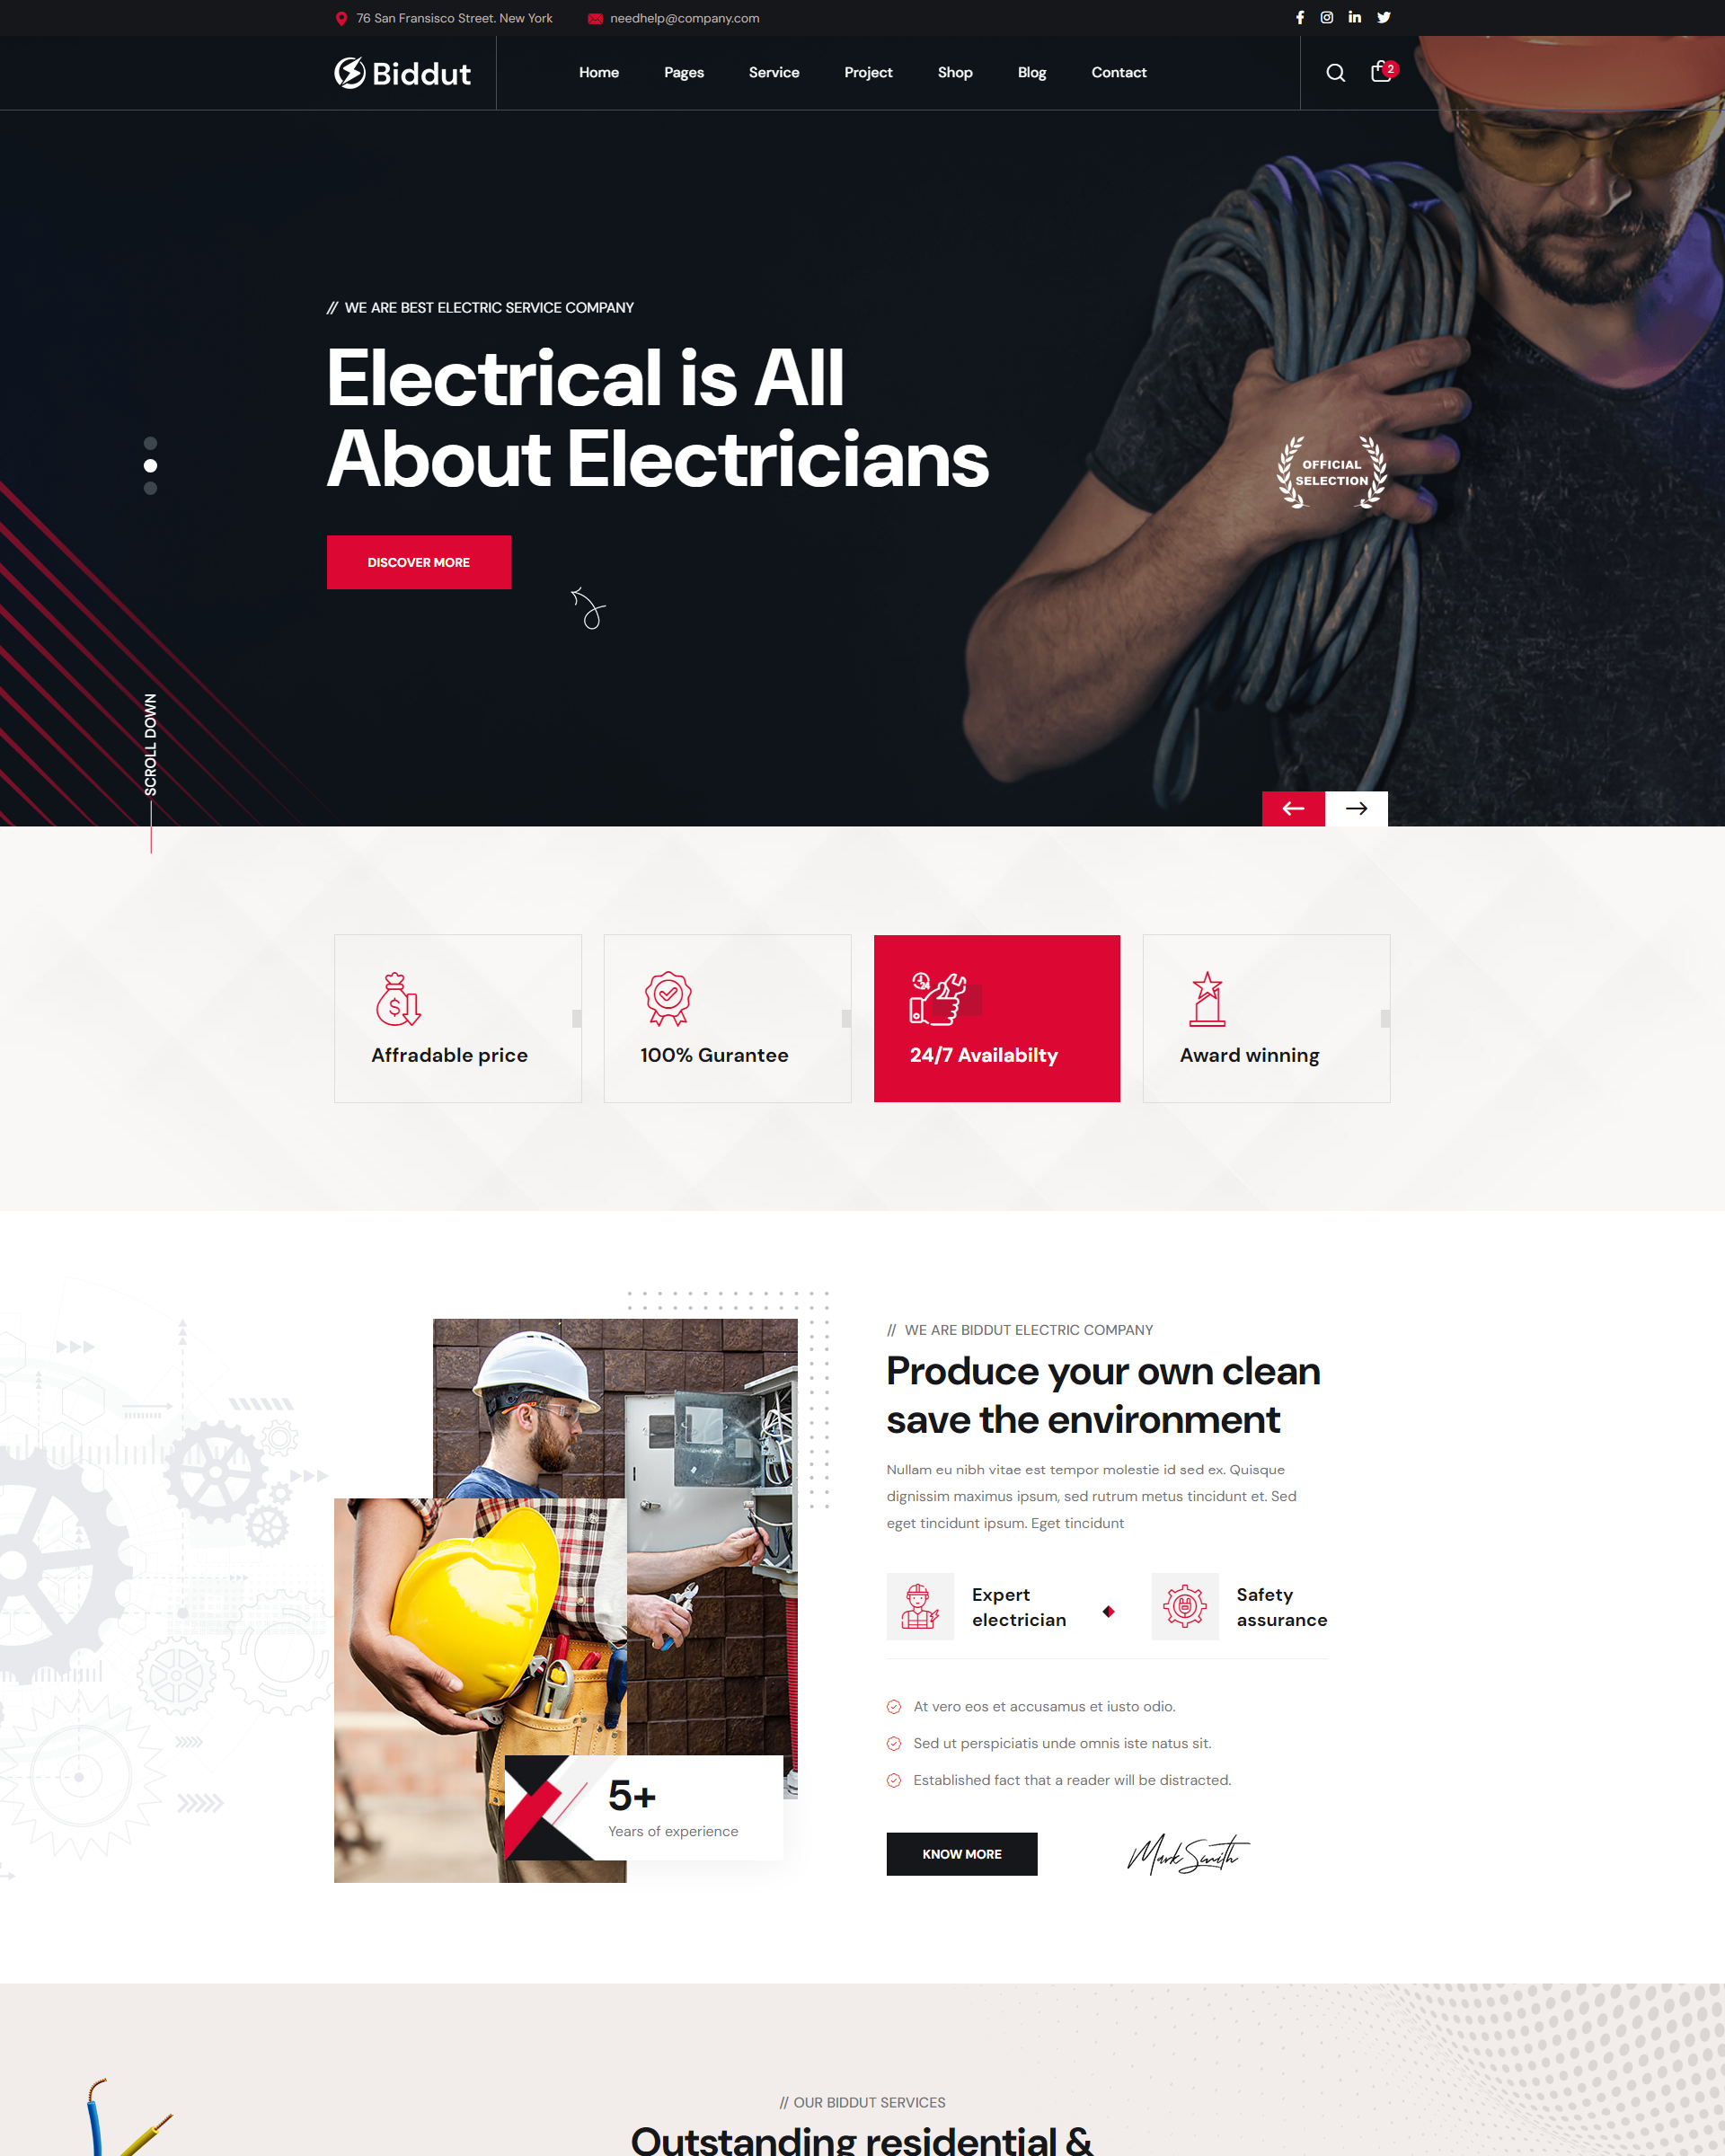 76 San Fransisco Street. New York
needhelp@company.com
Biddut
Home
Pages
Service
Project
Shop
Blog
Contact
2
// WE ARE BEST ELECTRIC SERVICE COMPANY
Electrical is All
About Electricians
OFFICIAL
SELECTION
DISCOVER MORE
SCROLL DOWN
Affradable price
100% Gurantee
24
24/7 Availabilty
Award winning
// WE ARE BIDDUT ELECTRIC COMPANY
Produce your own clean
save the environment
Nullam eu nibh vitae est tempor molestie id sed ex. Quisque
dignissim maximus ipsum, sed rutrum metus tincidunt et. Sed
eget tincidunt ipsum. Eget tincidunt
Expert
electrician
Safety
assurance
At vero eos et accusamus et iusto odio.
Sed ut perspiciatis unde omnis iste natus sit.
Established fact that a reader will be distracted.
5+
Years of experience
KNOW MORE
Mark Smith
// OUR BIDDUT SERVICES
Outstanding residential &